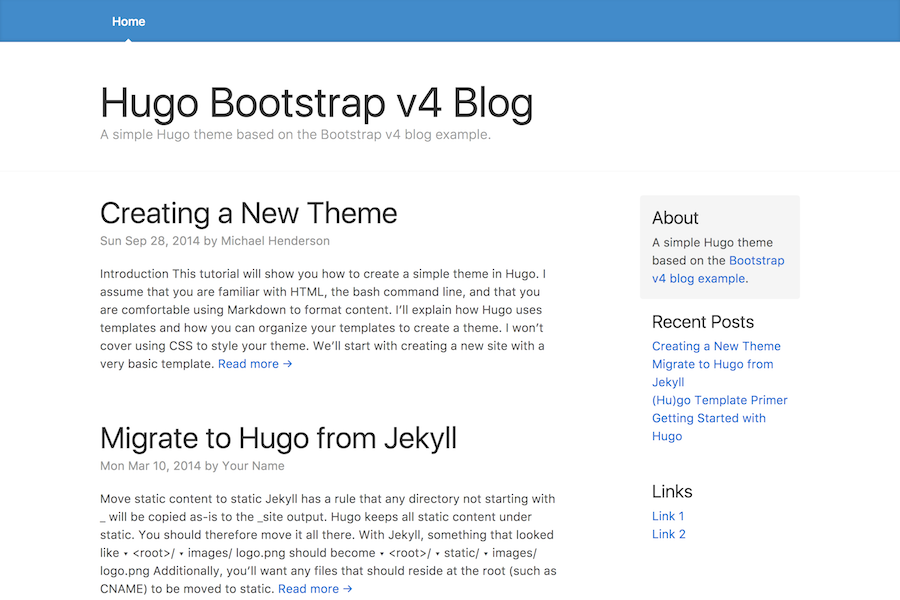 Home
Hugo Bootstrap v4 Blog
A simple Hugo theme based on the Bootstrap v4 blog example.
Creating a New Theme
Sun Sep 28, 2014 by Michael Henderson
Introduction This tutorial will show you how to create a simple theme in Hugo. I
assume that you are familiar with HTML, the bash command line, and that you
are comfortable using Markdown to format content. I’ll explain how Hugo uses
templates and how you can organize your templates to create a theme. I won’t
cover using CSS to style your theme. We’ll start with creating a new site with a
very basic template. Read more →
Migrate to Hugo from Jekyll
Mon Mar 10, 2014 by Your Name
Move static content to static Jekyll has a rule that any directory not starting with
_ will be copied as-is to the _site output. Hugo keeps all static content under
static. You should therefore move it all there. With Jekyll, something that looked
like ▾ <root>/ ▾ images/ logo.png should become ▾ <root>/ ▾ static/ ▾ images/
logo.png Additionally, you’ll want any files that should reside at the root (such as
CNAME) to be moved to static. Read more →
About
A simple Hugo theme
based on the Bootstrap
v4 blog example.
Recent Posts
Creating a New Theme
Migrate to Hugo from
Jekyll
(Hu)go Template Primer
Getting Started with
Hugo
Links
Link 1
Link 2